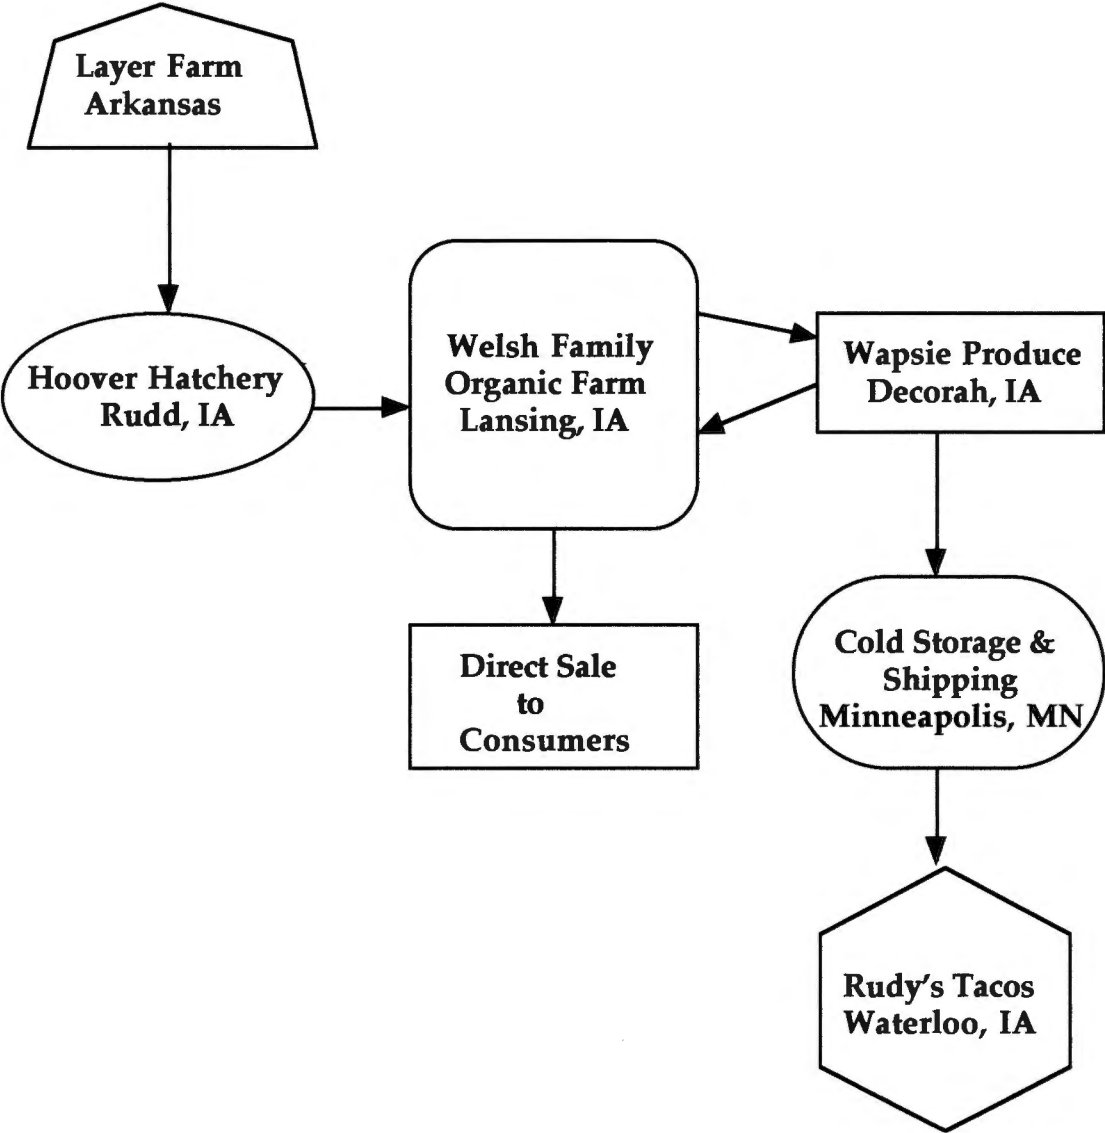 Layer Farm
Arkansas
Hoover Hatchery
Rudd, IA
Welsh Family
Organic Farm
Lansing, IA
Wapsie Produce
Decorah, IA
Direct Sale
to
Consumers
Cold Storage &
Shipping
Minneapolis, MN
Rudy's Tacos
Waterloo, IA